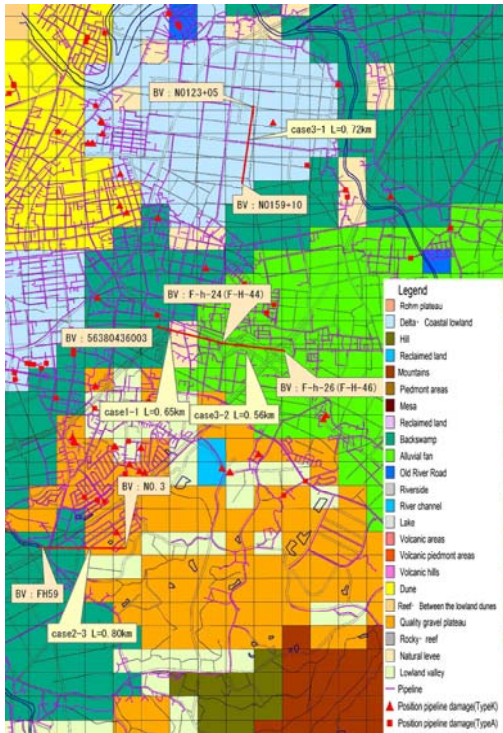 BV : N0123+05
case3-1 L=0.72km
BV : N0159+10
BV : F-h-24(F-H-44)
56380436003
BV : F-h-26(F-H-46)
case1-1 L=0.65km
case3-2 L=0.56km
BV : N0.3
BV : FH59
case2-3 L=0.80km
Legend
Rohm plateau
Delta· Coastal lowland
Hill
Reclaimed land
Mountains
Piedmont areas
Mesa
Reclaimed land
Backswamp
Alluvial fan
Old River Road
Riverside
River channel
Lake
Volcanic areas
Volcanic piedmont areas
Volcanic hills
Dune
Reef· Between the lowland dunes
Quality gravel plateau
Rocky· reef
Natural levee
Lowland valley
Pipeline
Position pipeline damage(TypeK)
Position pipeline damage(TypeA)